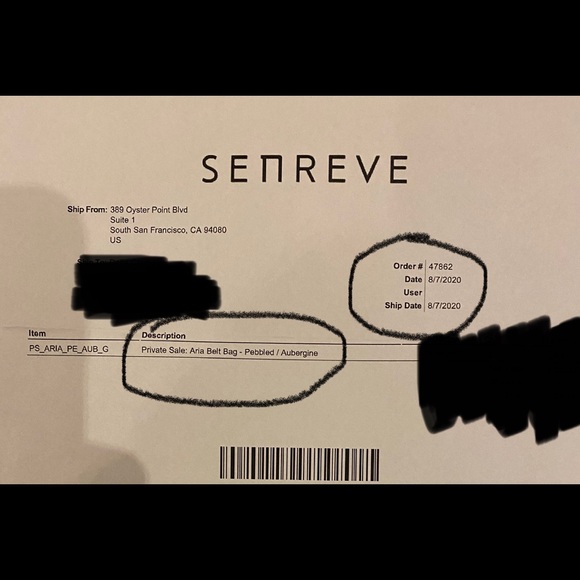 SENREVE
Ship From: 389 Oyster Point Blvd
Suite 1
South San Francisco, CA 94080
US
Order # 47862
Date 8/7/2020
User
Ship Date 8/7/2020
Item Description
PS_ARIA_PE_AUB_G Private Sale: Aria Belt Bag - Pebbled / Aubergine